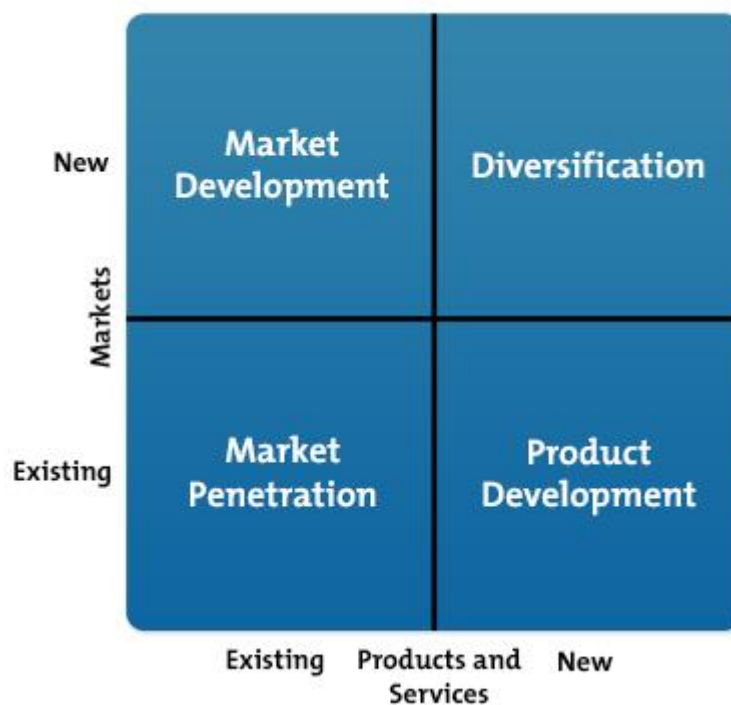 Market
Development
Diversification
New
Markets
Market
Penetration
Product
Development
Existing
Existing
Products and
Services
New